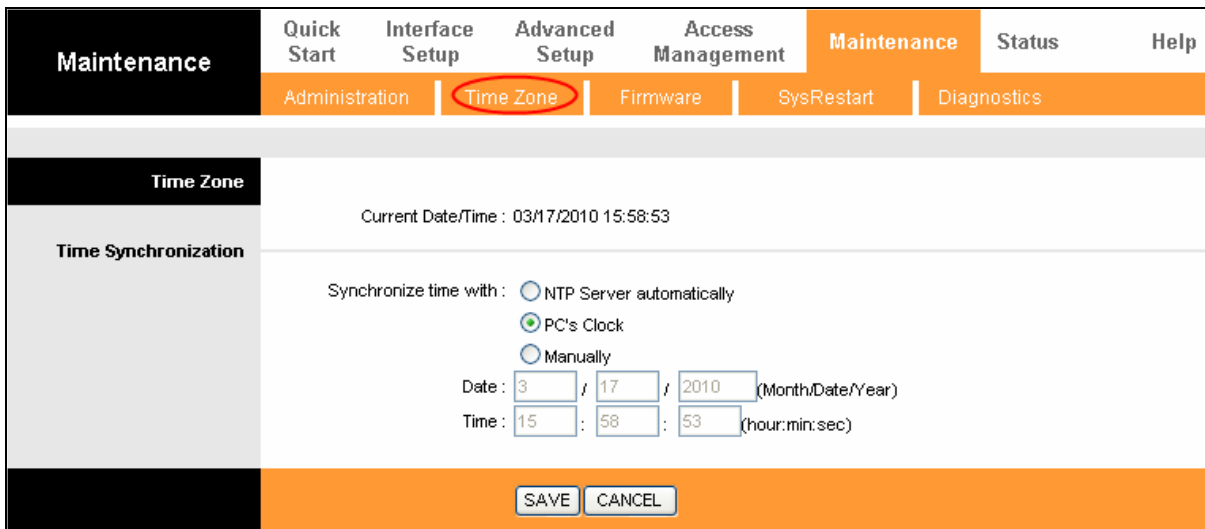 Maintenance
Quick Start
Interface Setup
Advanced Setup
Access Management
Maintenance
Status
Help
Administration
Time Zone
Firmware
SysRestart
Diagnostics
Time Zone
Current Date/Time : 03/17/2010 15:58:53
Time Synchronization
Synchronize time with : NTP Server automatically
PC's Clock
Manually
Date : 3 / 17 / 2010 (Month/Date/Year)
Time : 15 : 58 : 53 (hour:min:sec)
SAVE CANCEL